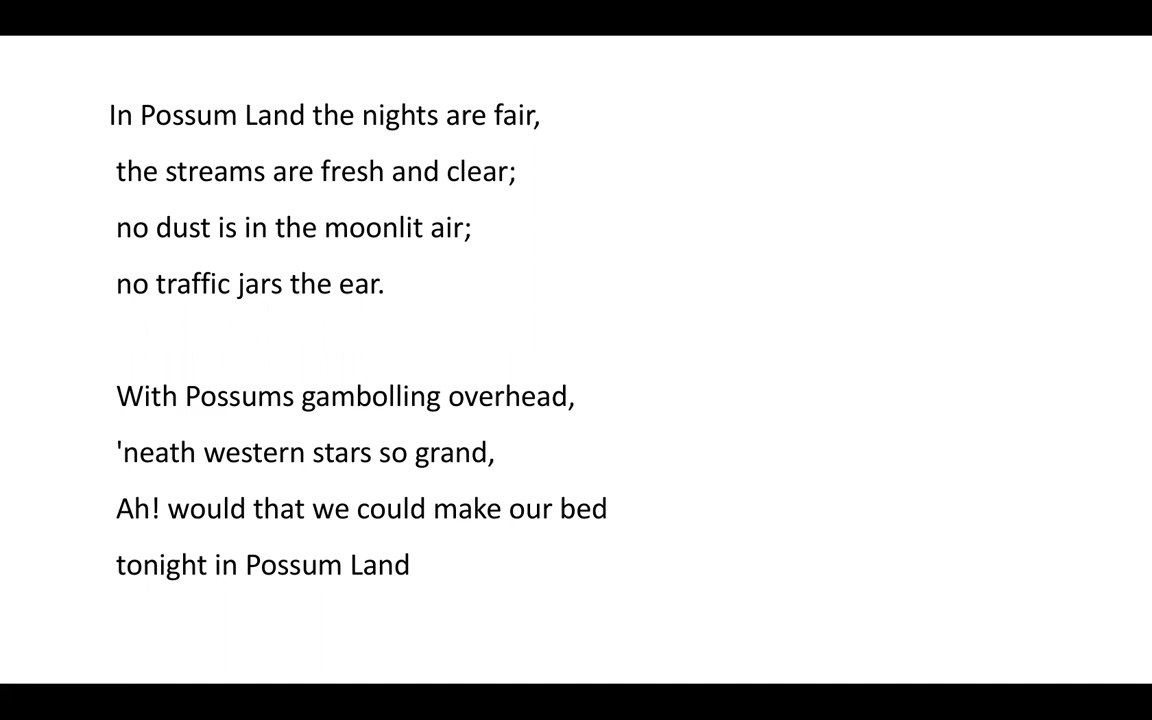 In Possum Land the nights are fair,
the streams are fresh and clear;
no dust is in the moonlit air;
no traffic jars the ear.
With Possums gambolling overhead,
'neath western stars so grand,
Ah! would that we could make our bed
tonight in Possum Land